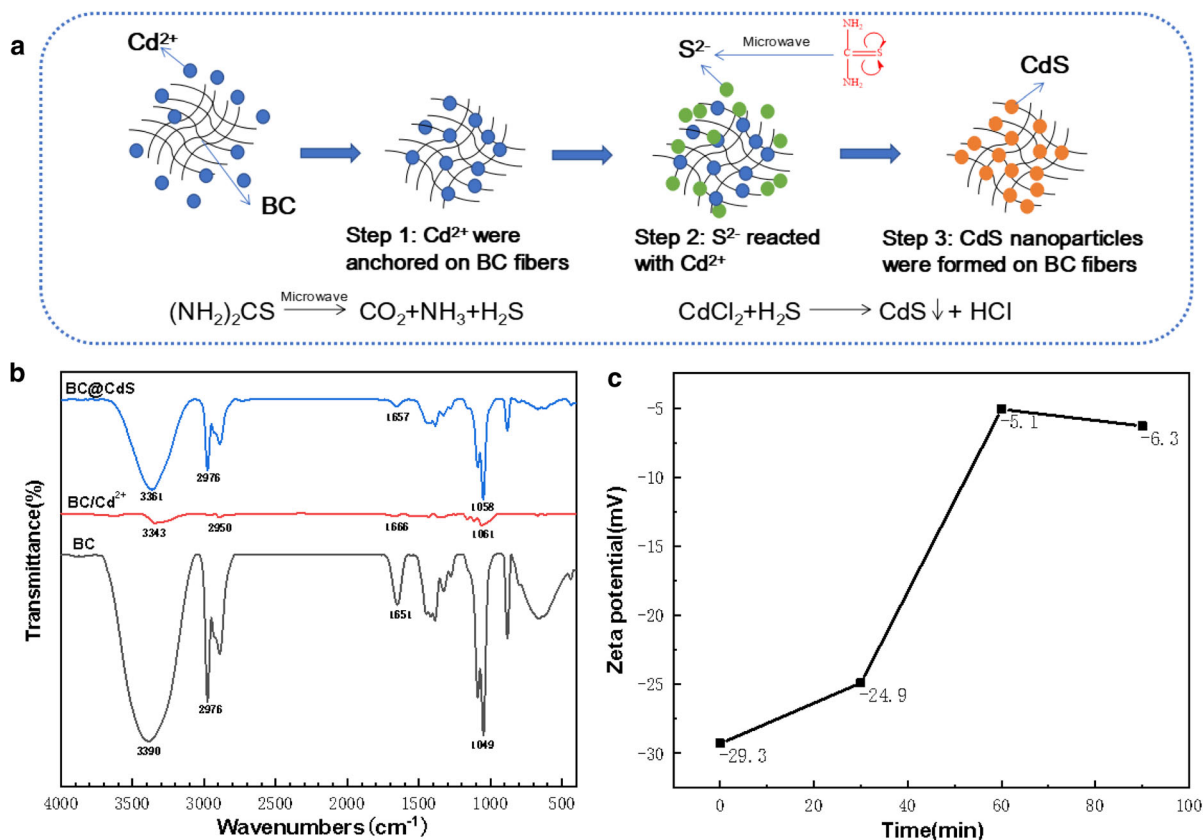 a
Cd²⁺
BC
S²⁻
Microwave
NH₂
C
S
NH₂
CdS
Step 1: Cd²⁺ were
anchored on BC fibers
Step 2: S²⁻ reacted
with Cd²⁺
Step 3: CdS nanoparticles
were formed on BC fibers
(NH₂)₂CS Microwave CO₂+NH₃+H₂S
CdCl₂+H₂S → CdS↓+ HCl
b
BC@CdS
3361
2976
1657
1058
BC/Cd²⁺
3343
2950
1666
1061
BC
3390
2976
1651
1049
Transmittance(%)
4000 3500 3000 2500 2000 1500 1000 500
Wavenumbers(cm⁻¹)
c
-5
-10
-15
-20
-25
-30
-29.3
-24.9
-5.1
-6.3
Zeta potential(mV)
0 20 40 60 80 100
Time(min)